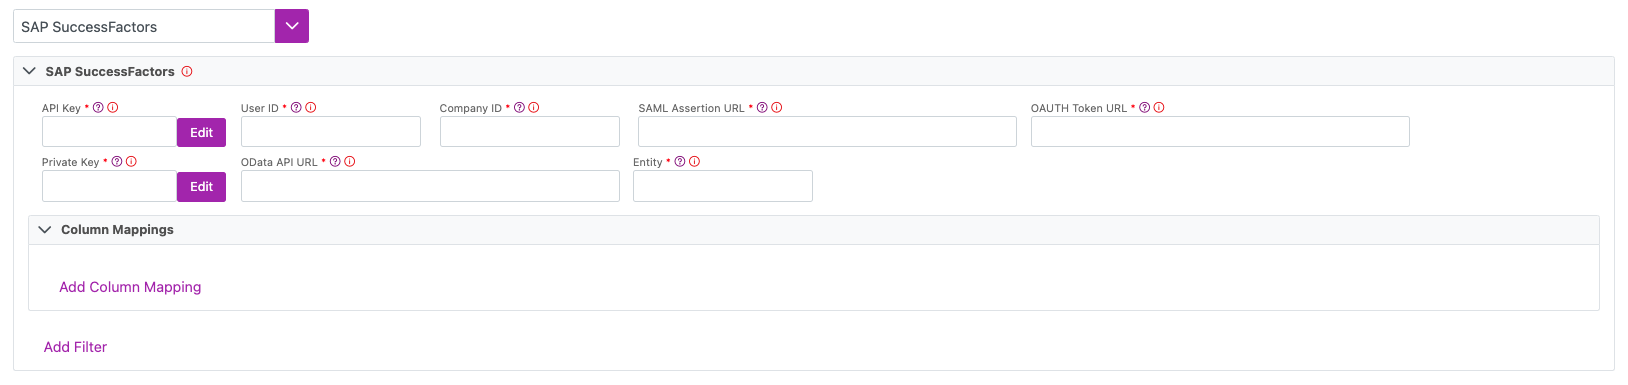 SAP SuccessFactors
SAP SuccessFactors
API Key * User ID * Company ID * SAML Assertion URL * OAUTH Token URL *
Edit
Private Key * OData API URL * Entity *
Edit
Column Mappings
Add Column Mapping
Add Filter